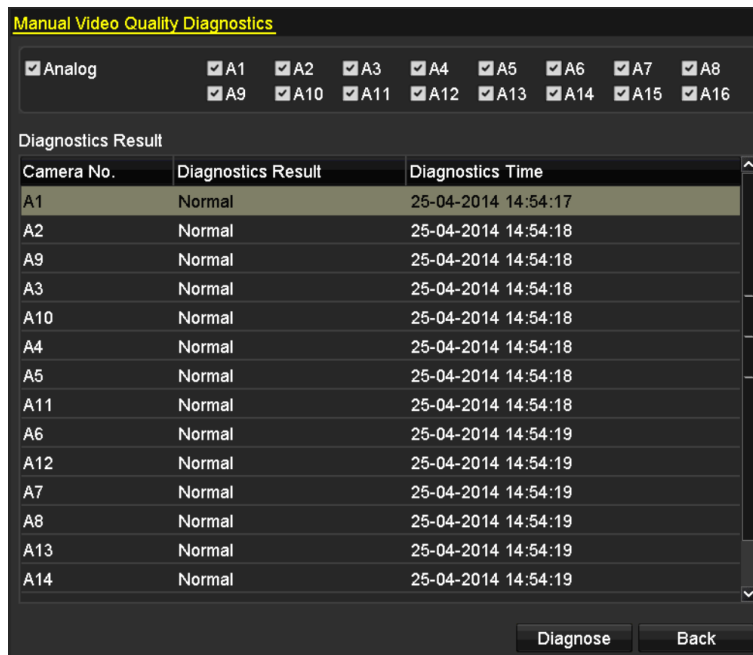 Manual Video Quality Diagnostics
Analog A1 A2 A3 A4 A5 A6 A7 A8
A9 A10 A11 A12 A13 A14 A15 A16
Diagnostics Result
Camera No. Diagnostics Result Diagnostics Time
A1 Normal 25-04-2014 14:54:17
A2 Normal 25-04-2014 14:54:18
A9 Normal 25-04-2014 14:54:18
A3 Normal 25-04-2014 14:54:18
A10 Normal 25-04-2014 14:54:18
A4 Normal 25-04-2014 14:54:18
A5 Normal 25-04-2014 14:54:18
A11 Normal 25-04-2014 14:54:18
A6 Normal 25-04-2014 14:54:19
A12 Normal 25-04-2014 14:54:19
A7 Normal 25-04-2014 14:54:19
A8 Normal 25-04-2014 14:54:19
A13 Normal 25-04-2014 14:54:19
A14 Normal 25-04-2014 14:54:19
Diagnose Back